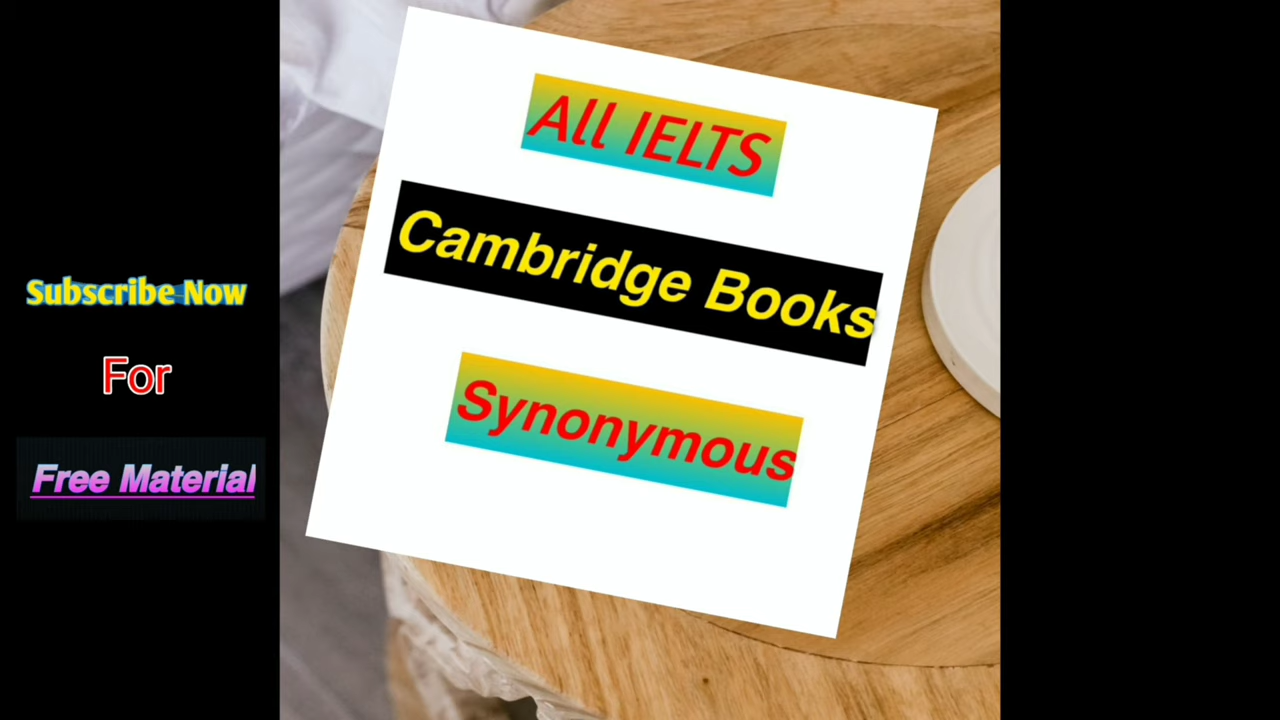 Subscribe Now
For
Free Material
All IELTS
Cambridge Books
Synonymous